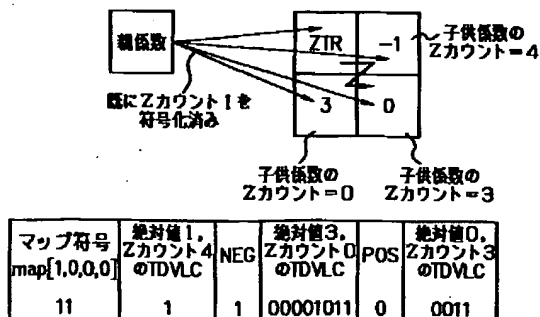 親係数
ZTR
-1
3
0
子供係数の
Zカウント=4
既にZカウント1を
符号化済み
子供係数の
Zカウント=0
子供係数の
Zカウント=3
マップ符号
map[1,0,0,0]
絶対値1,
Zカウント4
のTDVLC
NEG
絶対値3,
Zカウント0
のTDVLC
POS
絶対値0,
Zカウント3
のTDVLC
11
1
1
00001011
0
0011